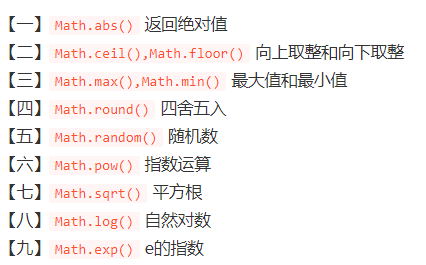 【一】Math.abs() 返回绝对值
【二】Math.ceil(),Math.floor() 向上取整和向下取整
【三】Math.max(),Math.min() 最大值和最小值
【四】Math.round() 四舍五入
【五】Math.random() 随机数
【六】Math.pow() 指数运算
【七】Math.sqrt() 平方根
【八】Math.log() 自然对数
【九】Math.exp() e的指数